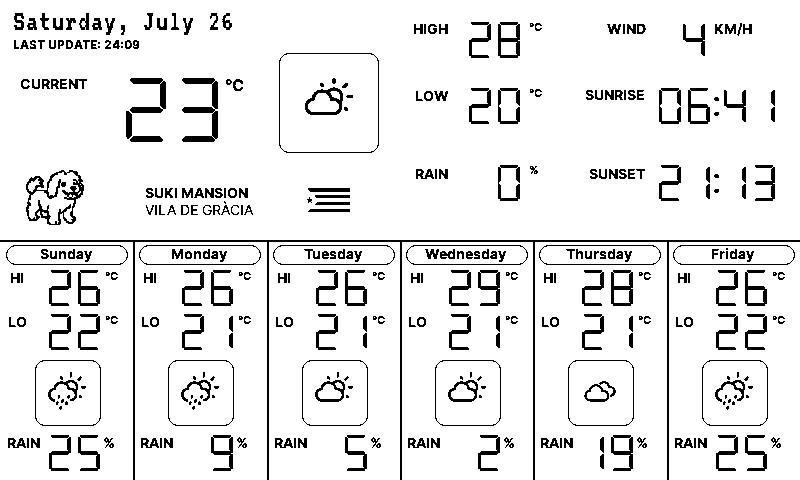 Saturday, July 26
LAST UPDATE: 24:09
CURRENT 23 °C
HIGH 28 °C
LOW 20 °C
RAIN 0 %
WIND 4 KM/H
SUNRISE 06:41
SUNSET 21:13
SUKI MANSION
VILA DE GRÀCIA
Sunday
HI 26 °C
LO 22 °C
RAIN 25 %
Monday
HI 26 °C
LO 21 °C
RAIN 9 %
Tuesday
HI 26 °C
LO 21 °C
RAIN 5 %
Wednesday
HI 29 °C
LO 21 °C
RAIN 2 %
Thursday
HI 28 °C
LO 21 °C
RAIN 19 %
Friday
HI 26 °C
LO 22 °C
RAIN 25 %